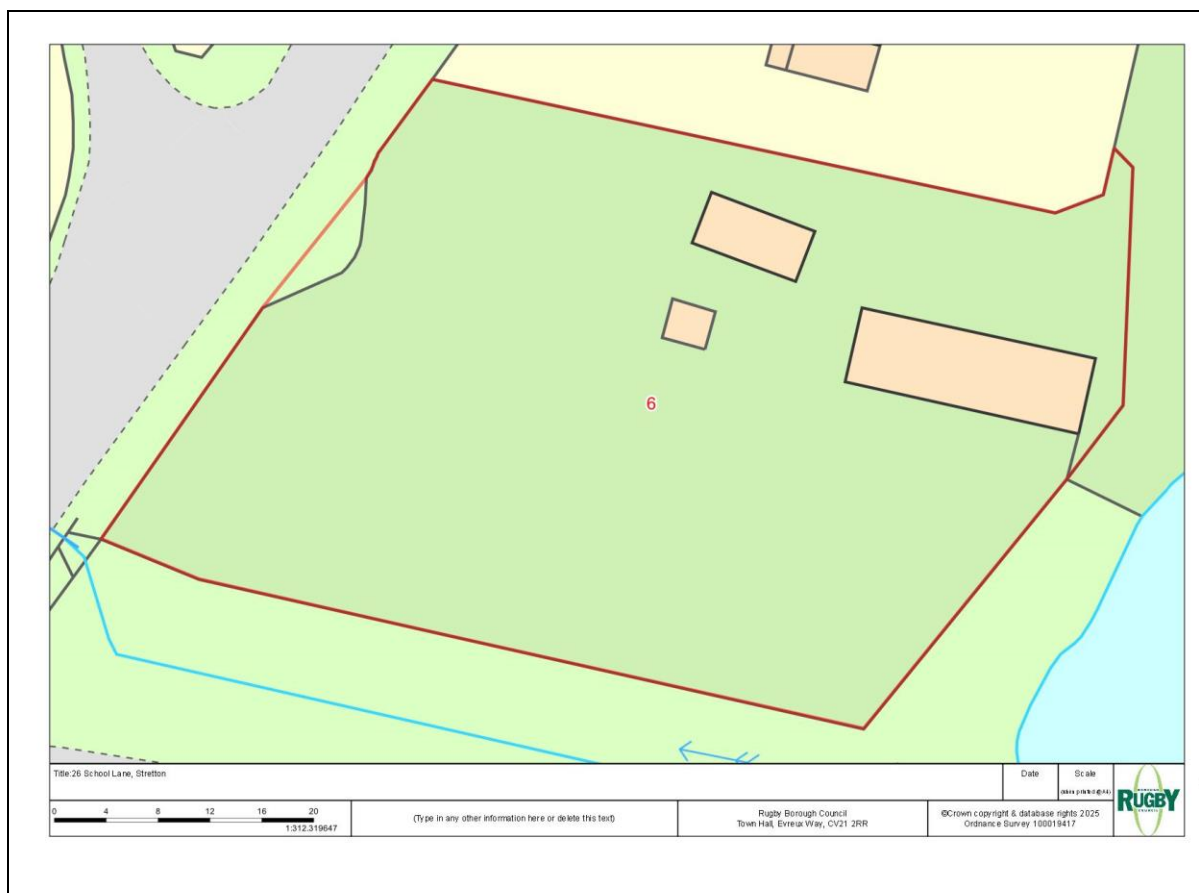 6
Title:26 School Lane, Stretton
Date
Scale
0 4 8 12 16 20
1:312.319647
(Type in any other information here or delete this text)
Rugby Borough Council
Town Hall, Evreux Way, CV21 2RR
©Crown copyright & database rights 2025
Ordnance Survey 100019417
RUGBY